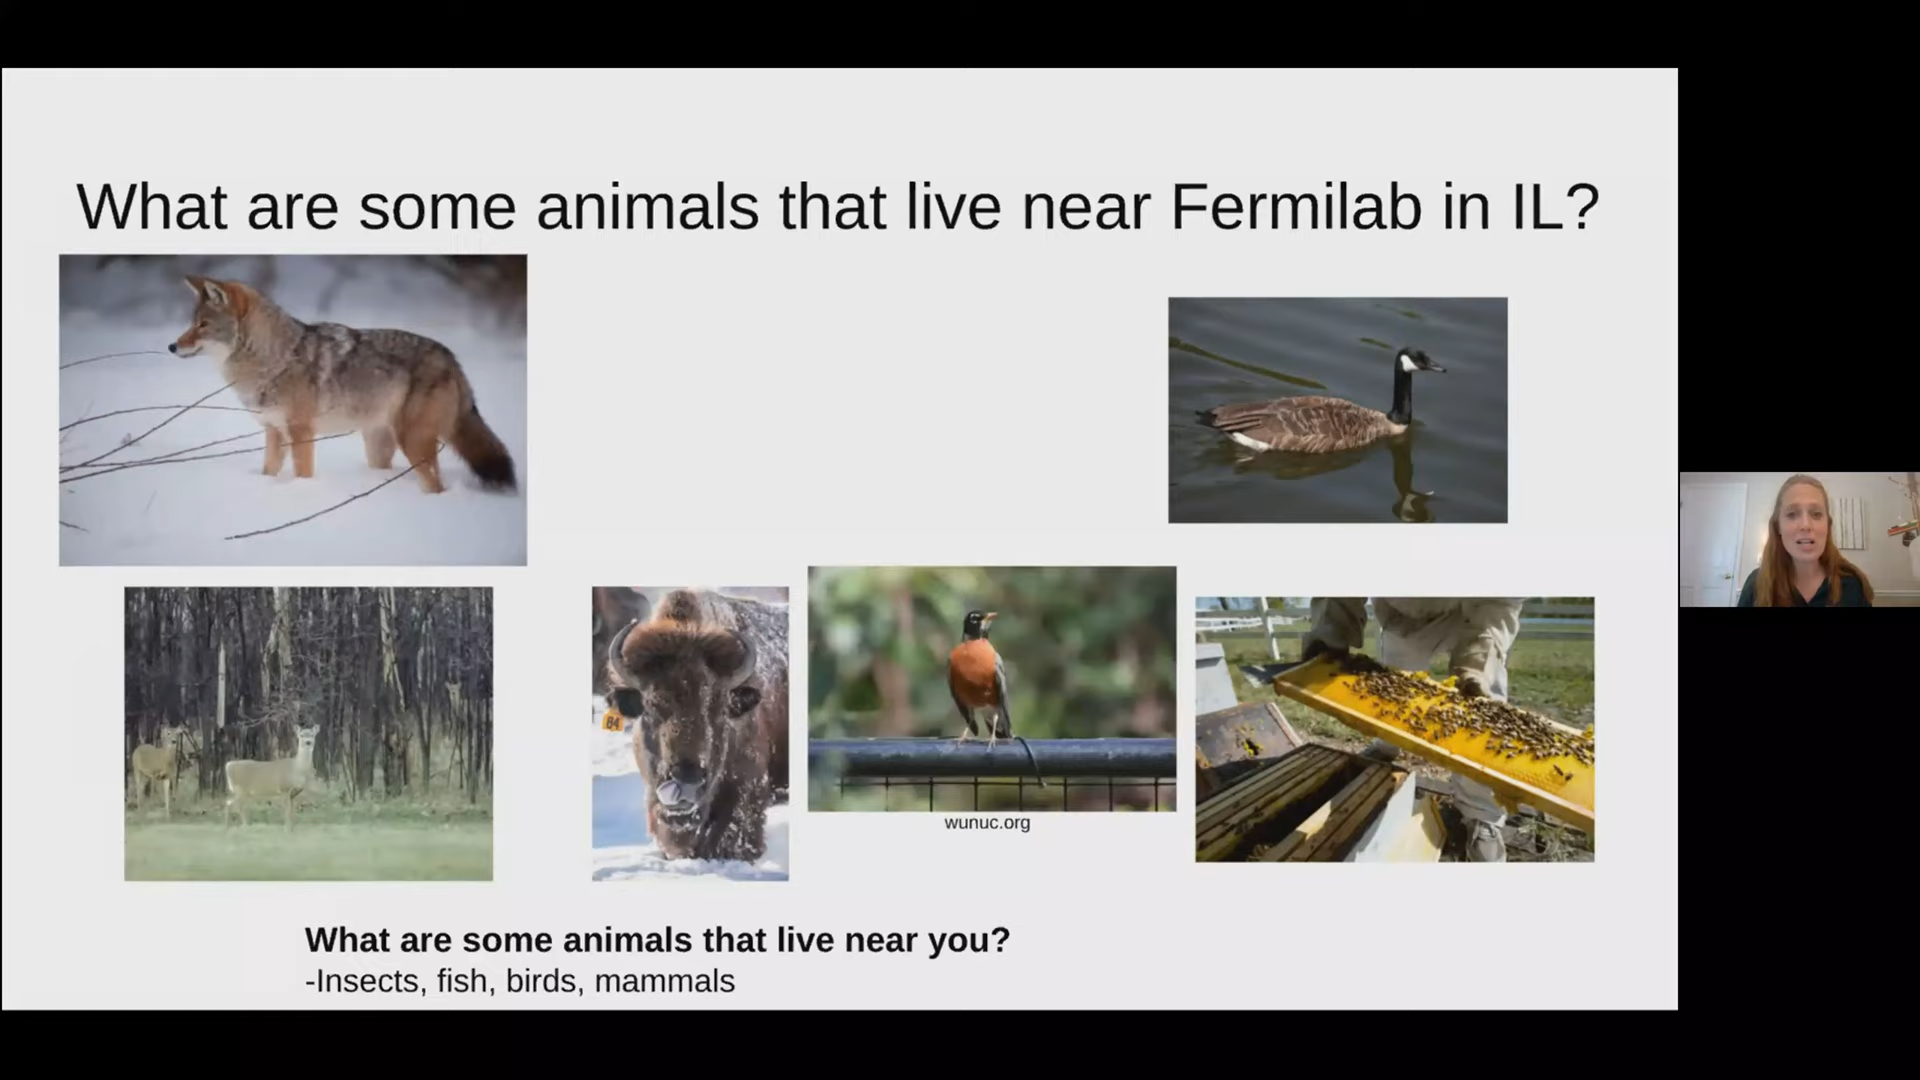 What are some animals that live near Fermilab in IL?
84
wunuc.org
What are some animals that live near you?
-Insects, fish, birds, mammals